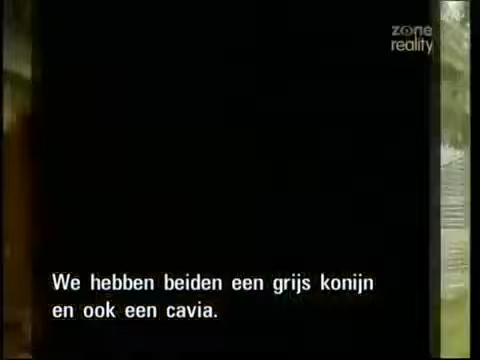 zone
reality
We hebben beiden een grijs konijn
en ook een cavia.